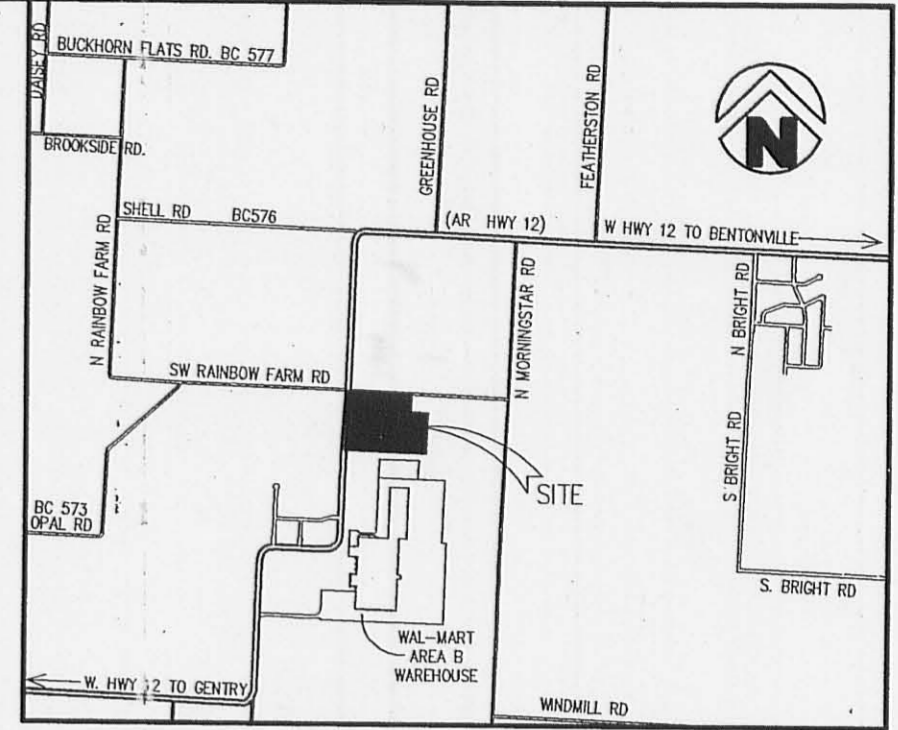 DAISEY RD
BUCKHORN FLATS RD. BC 577
BROOKSIDE RD.
GREENHOUSE RD
FEATHERSTON RD
N
SHELL RD BC576
(AR HWY 12)
W HWY 12 TO BENTONVILLE
N RAINBOW FARM RD
N MORNINGSTAR RD
N BRIGHT RD
SW RAINBOW FARM RD
S BRIGHT RD
SITE
BC 573
OPAL RD
S. BRIGHT RD
WAL-MART
AREA B
WAREHOUSE
W. HWY 12 TO GENTRY
WINDMILL RD